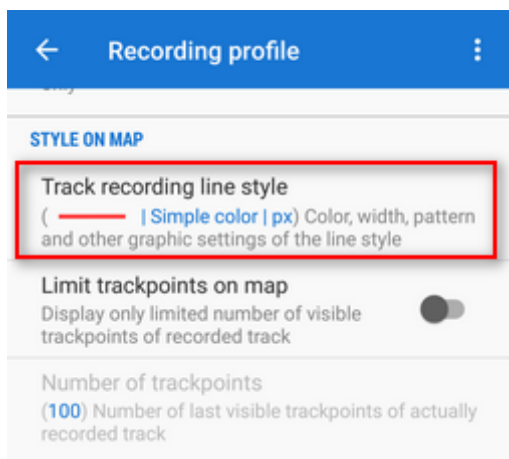 Recording profile
STYLE ON MAP
Track recording line style
( | Simple color | px) Color, width, pattern
and other graphic settings of the line style
Limit trackpoints on map
Display only limited number of visible
trackpoints of recorded track
Number of trackpoints
(100) Number of last visible trackpoints of actually
recorded track